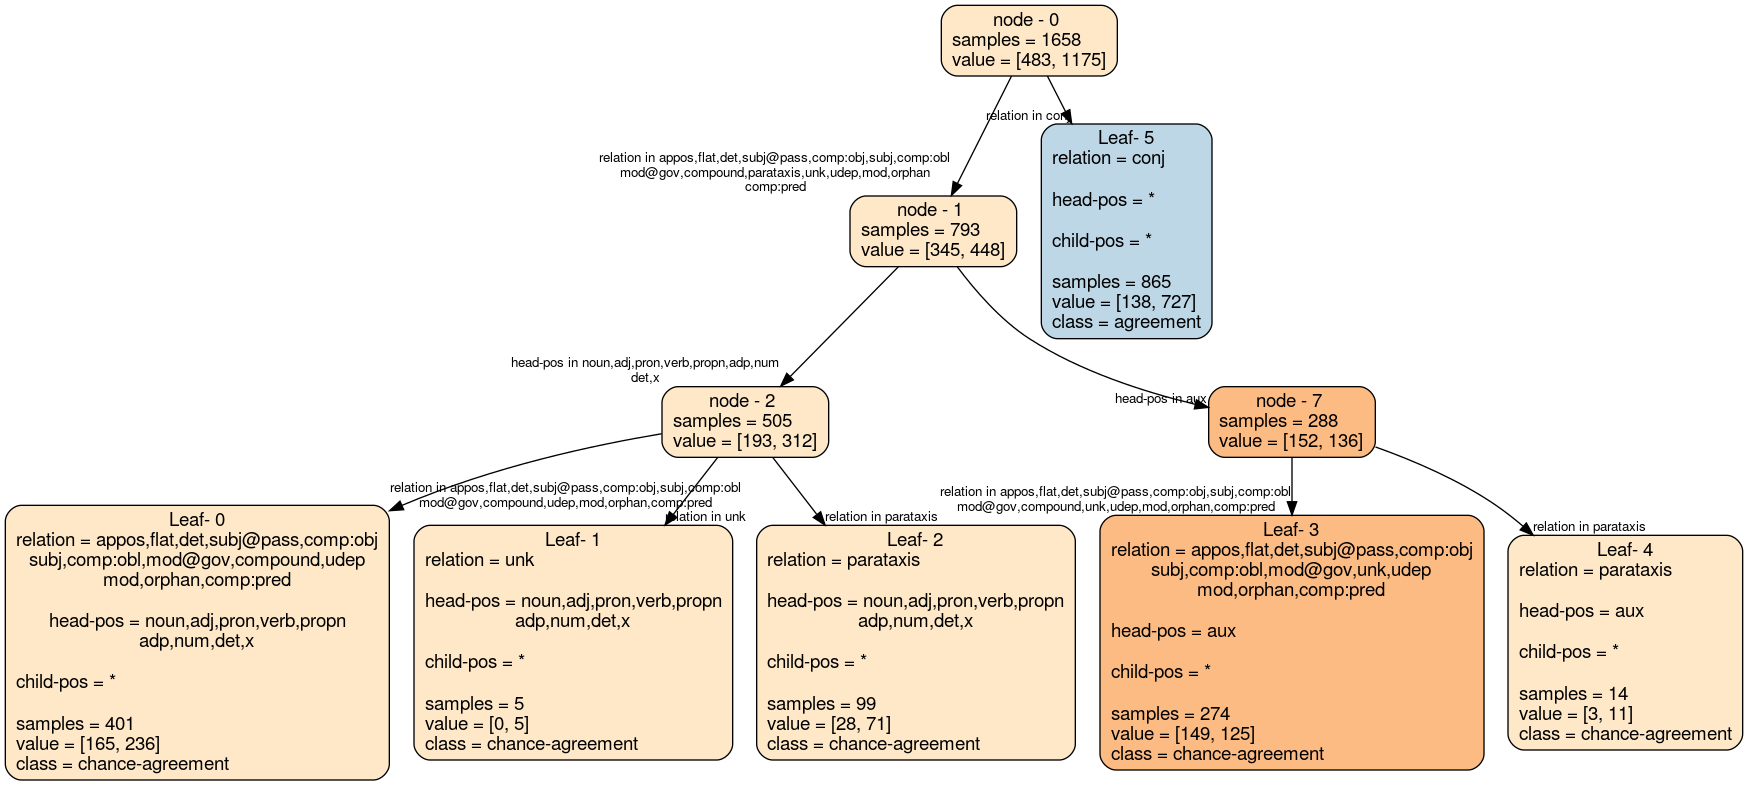 node - 0
samples = 1658
value = [483, 1175]
relation in conj
Leaf- 5
relation = conj
head-pos = *
child-pos = *
samples = 865
value = [138, 727]
class = agreement
relation in appos,flat,det,subj@pass,comp:obj,subj,comp:obl
mod@gov,compound,parataxis,unk,udep,mod,orphan
comp:pred
node - 1
samples = 793
value = [345, 448]
head-pos in noun,adj,pron,verb,propn,adp,num
det,x
node - 2
samples = 505
value = [193, 312]
head-pos in aux
node - 7
samples = 288
value = [152, 136]
relation in appos,flat,det,subj@pass,comp:obj,subj,comp:obl
mod@gov,compound,udep,mod,orphan,comp:pred
Leaf- 0
relation = appos,flat,det,subj@pass,comp:obj
subj,comp:obl,mod@gov,compound,udep
mod,orphan,comp:pred
head-pos = noun,adj,pron,verb,propn
adp,num,det,x
child-pos = *
samples = 401
value = [165, 236]
class = chance-agreement
relation in unk
Leaf- 1
relation = unk
head-pos = noun,adj,pron,verb,propn
adp,num,det,x
child-pos = *
samples = 5
value = [0, 5]
class = chance-agreement
relation in parataxis
Leaf- 2
relation = parataxis
head-pos = noun,adj,pron,verb,propn
adp,num,det,x
child-pos = *
samples = 99
value = [28, 71]
class = chance-agreement
relation in appos,flat,det,subj@pass,comp:obj,subj,comp:obl
mod@gov,compound,unk,udep,mod,orphan,comp:pred
Leaf- 3
relation = appos,flat,det,subj@pass,comp:obj
subj,comp:obl,mod@gov,unk,udep
mod,orphan,comp:pred
head-pos = aux
child-pos = *
samples = 274
value = [149, 125]
class = chance-agreement
relation in parataxis
Leaf- 4
relation = parataxis
head-pos = aux
child-pos = *
samples = 14
value = [3, 11]
class = chance-agreement